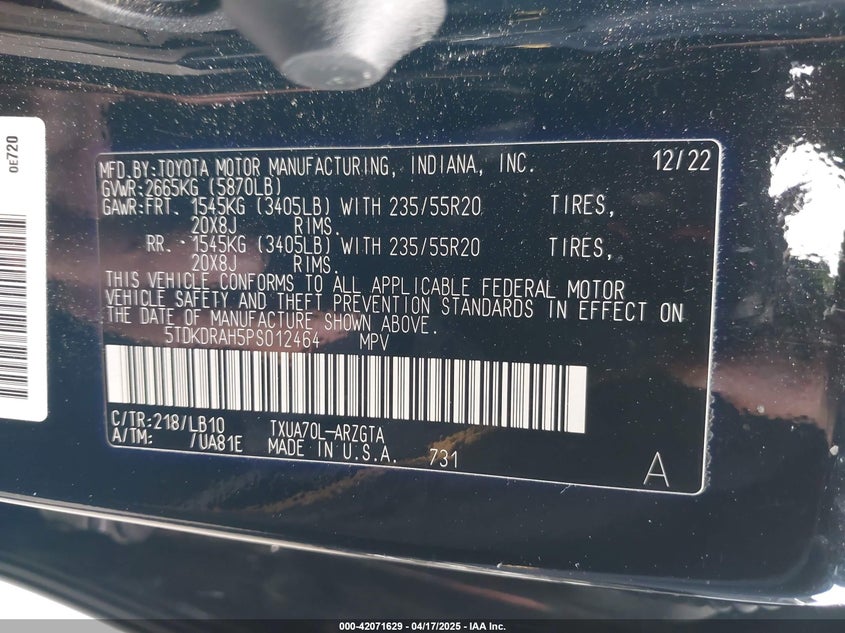 0E720
MFD.BY:TOYOTA MOTOR MANUFACTURING, INDIANA, INC. 12/22
GVWR:2665KG (5870LB)
GAWR:FRT. 1545KG (3405LB) WITH 235/55R20 TIRES,
20X8J RIMS.
RR. 1545KG (3405LB) WITH 235/55R20 TIRES,
20X8J RIMS.
THIS VEHICLE CONFORMS TO ALL APPLICABLE FEDERAL MOTOR
VEHICLE SAFETY AND THEFT PREVENTION STANDARDS IN EFFECT ON
THE DATE OF MANUFACTURE SHOWN ABOVE.
5TDKDRAH5PS012464 MPV
C/TR:218/LB10 TXUA70L-ARZGTA
A/TM: /UA81E MADE IN U.S.A. 731
A
000-42071629 - 04/17/2025 - IAA Inc.